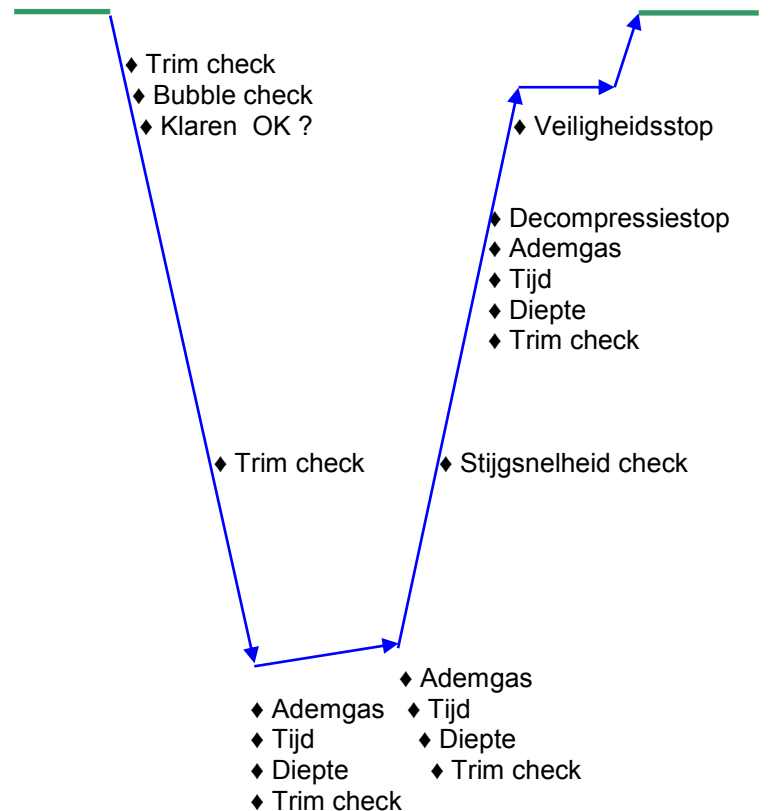 ♦ Trim check
♦ Bubble check
♦ Klaren  OK ?
♦ Veiligheidsstop
♦ Decompressiestop
♦ Ademgas
♦ Tijd
♦ Diepte
♦ Trim check
♦ Trim check
♦ Stijgsnelheid check
♦ Ademgas
♦ Tijd
♦ Diepte
♦ Trim check
♦ Ademgas
♦ Tijd
♦ Diepte
♦ Trim check